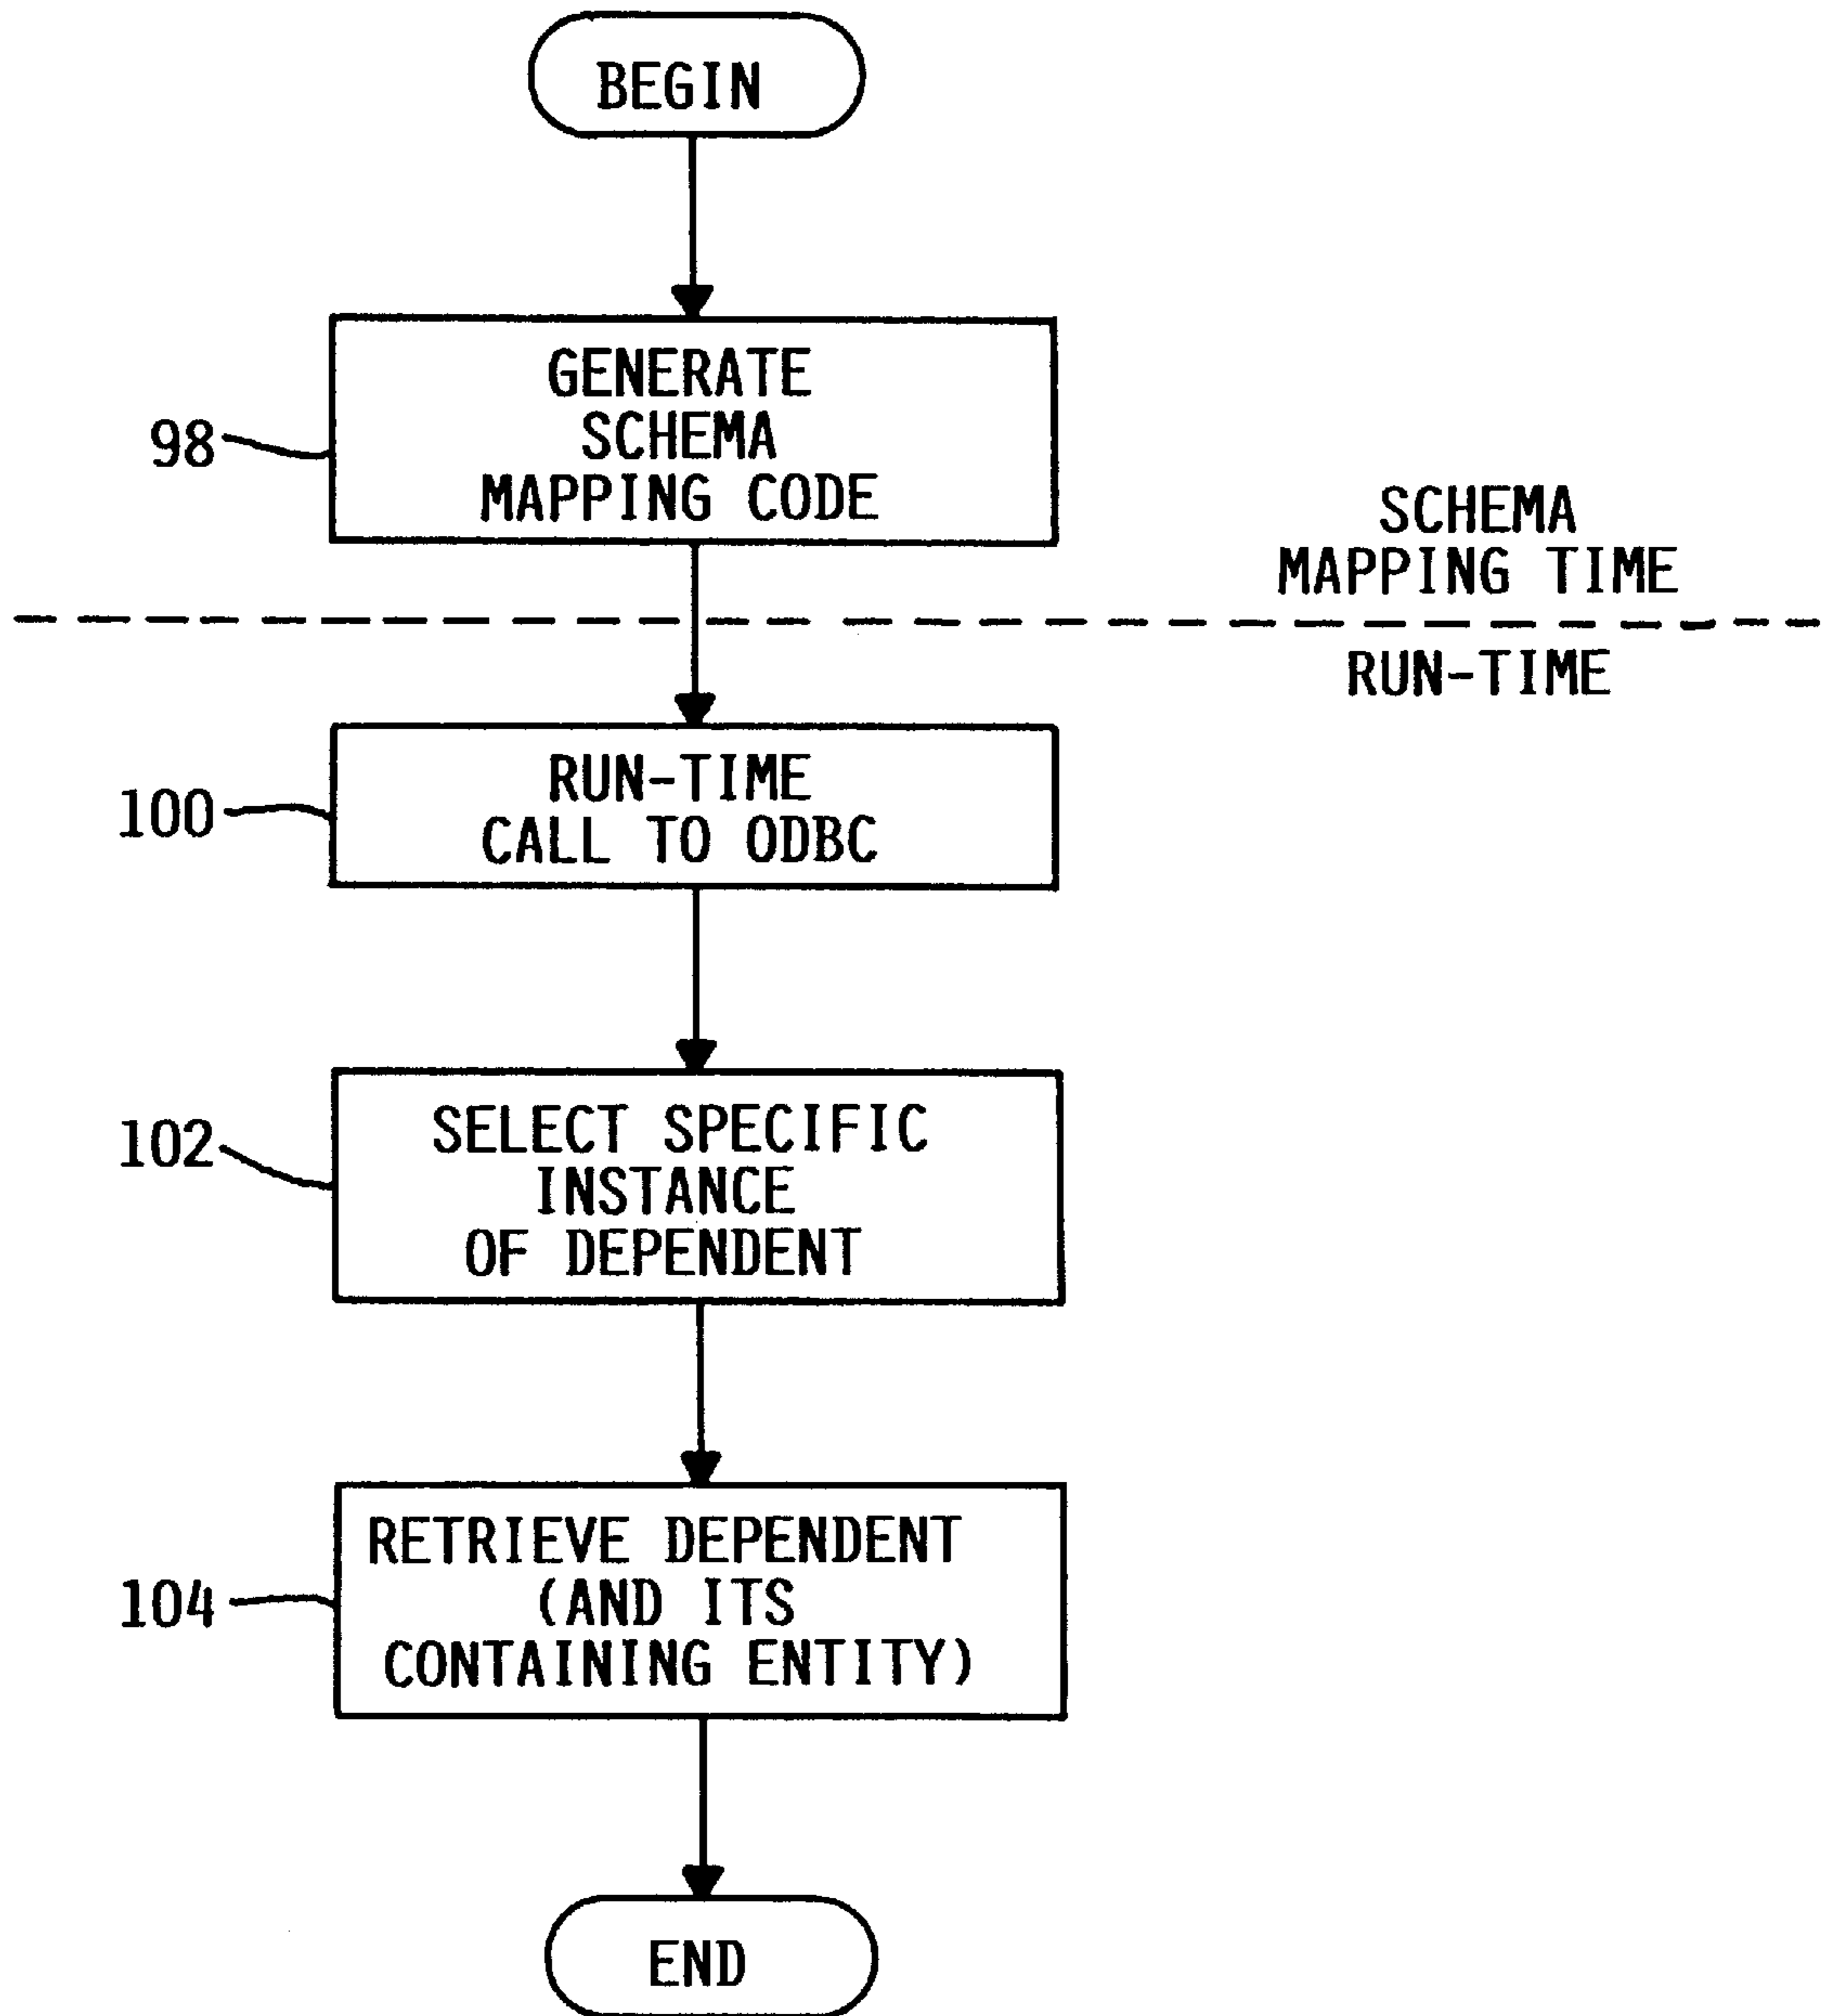 BEGIN
GENERATE
SCHEMA
MAPPING CODE
98
SCHEMA
MAPPING TIME
RUN-TIME
RUN-TIME
CALL TO ODBC
100
SELECT SPECIFIC
INSTANCE
OF DEPENDENT
102
RETRIEVE DEPENDENT
(AND ITS
CONTAINING ENTITY)
104
END